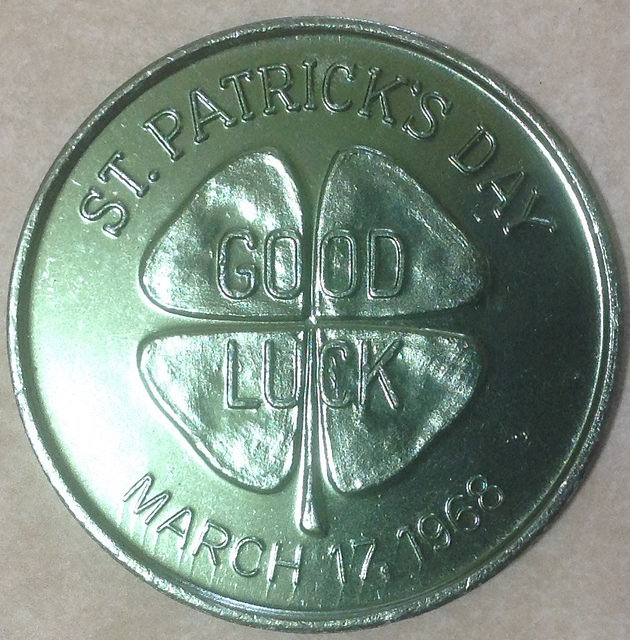 ST. PATRICK'S DAY
GOOD
LUCK
MARCH 17, 1968